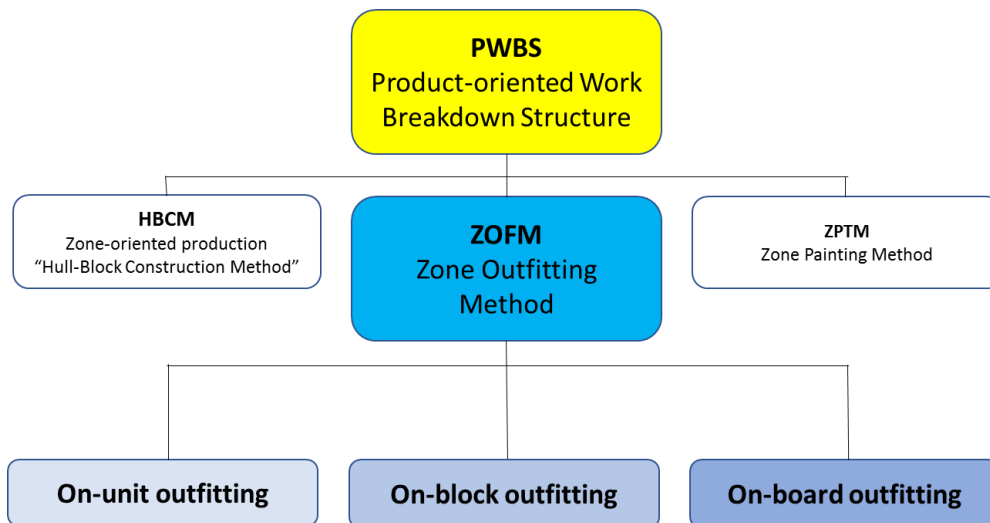 PWBS
Product-oriented Work
Breakdown Structure
HBCM
Zone-oriented production
“Hull-Block Construction Method”
ZOFM
Zone Outfitting
Method
ZPTM
Zone Painting Method
On-unit outfitting
On-block outfitting
On-board outfitting